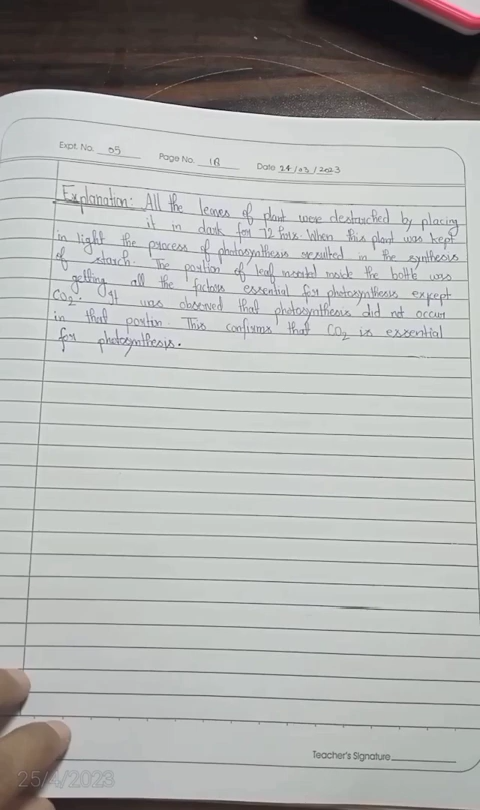 Expt. No. 05 Page No. 18 Date 24/03/2023
Explanation: All the leaves of plant were destarched by placing
it in dark for 72 hrs. When this plant was kept
in light the process of photosynthesis resulted in the synthesis
of starch. The portion of leaf inside the bottle was
getting all the factors essential for photosynthesis except
CO2. It was observed that photosynthesis did not occur
in that portion. This confirms that CO2 is essential
for photosynthesis.
Teacher's Signature
25/4/2023